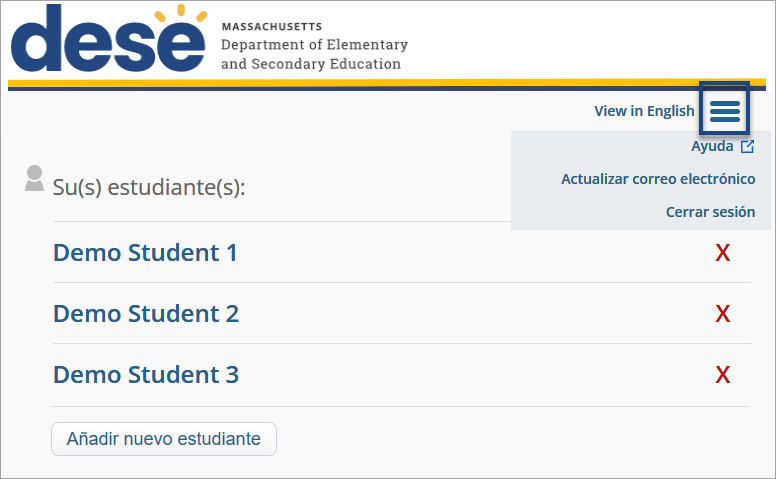 dese
MASSACHUSETTS
Department of Elementary
and Secondary Education
View in English
Ayuda
Actualizar correo electrónico
Cerrar sesión
Su(s) estudiante(s):
Demo Student 1 X
Demo Student 2 X
Demo Student 3 X
Añadir nuevo estudiante